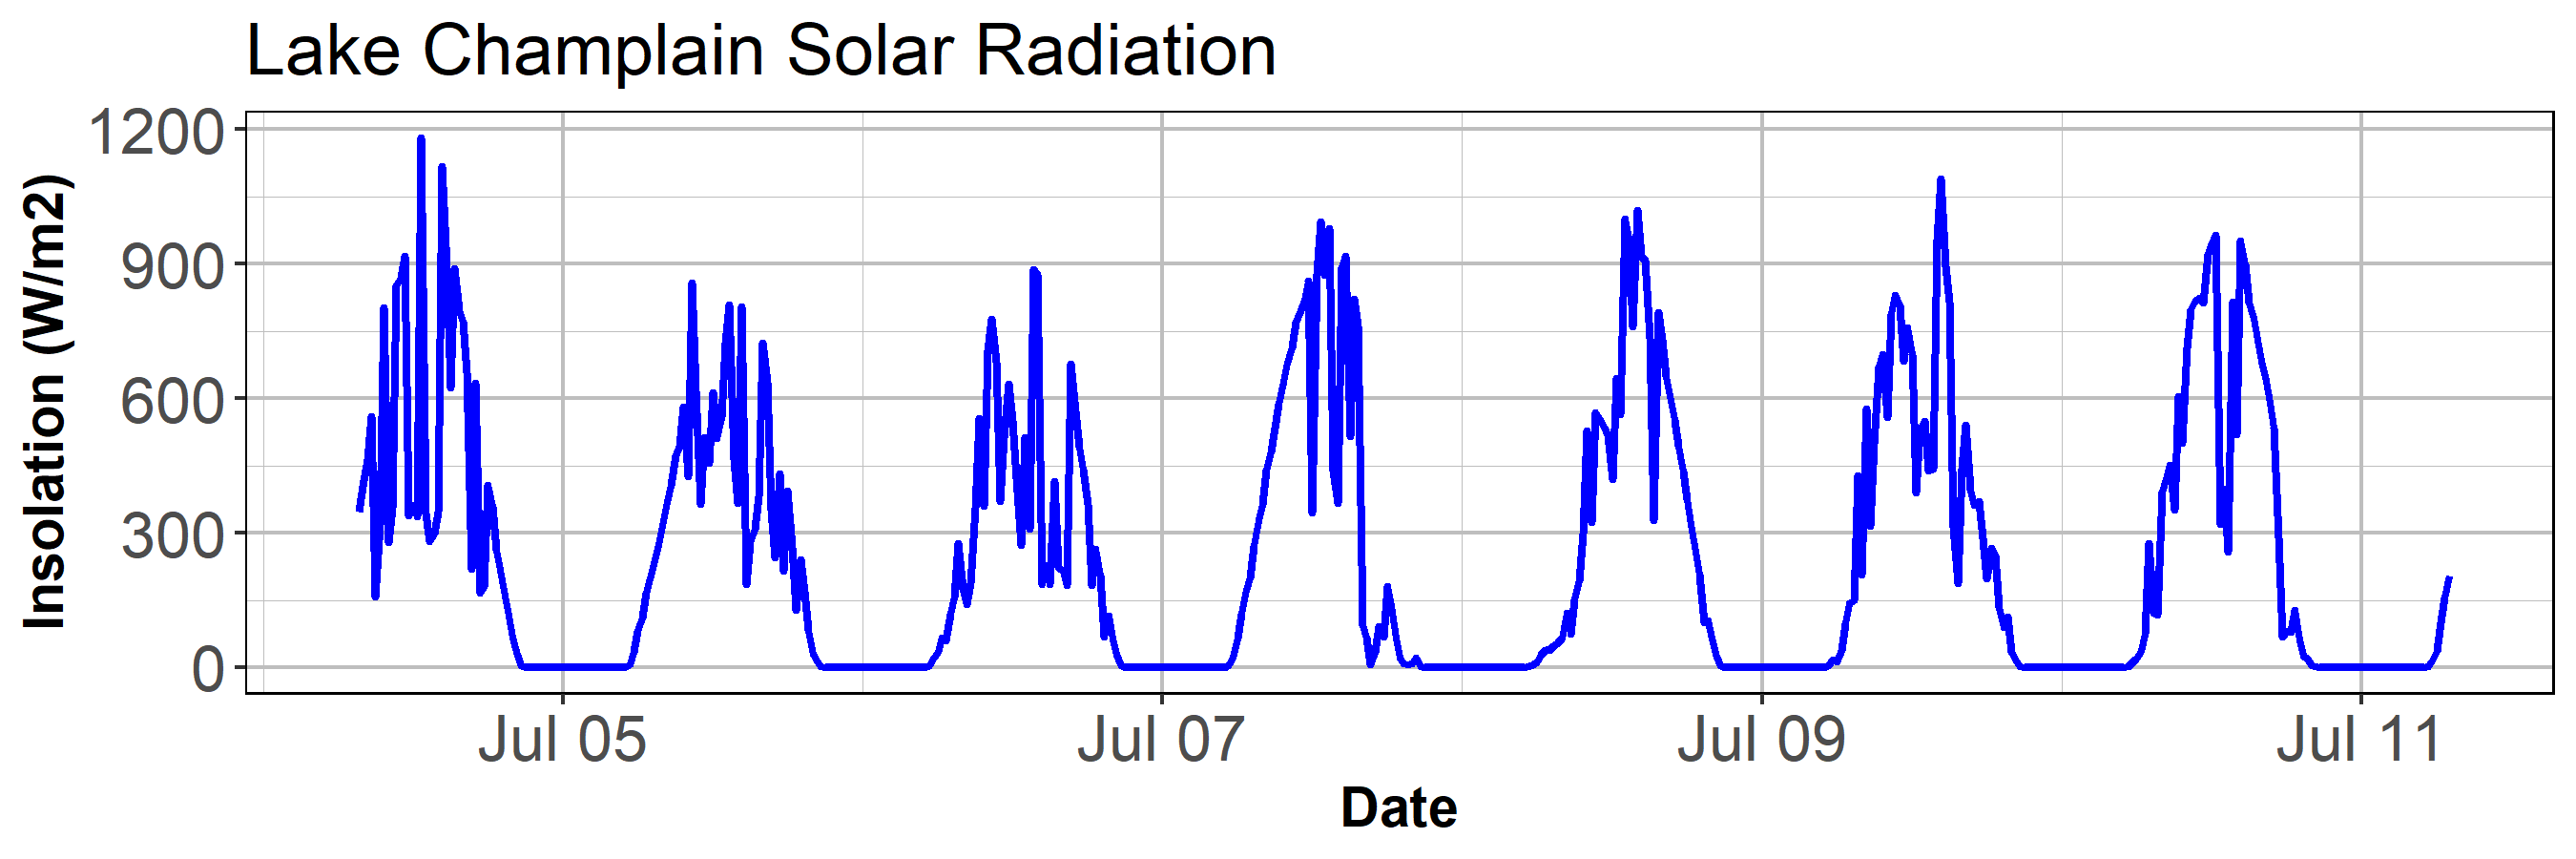 Lake Champlain Solar Radiation
1200
900
600
300
0
Insolation (W/m2)
Jul 05
Jul 07
Jul 09
Jul 11
Date